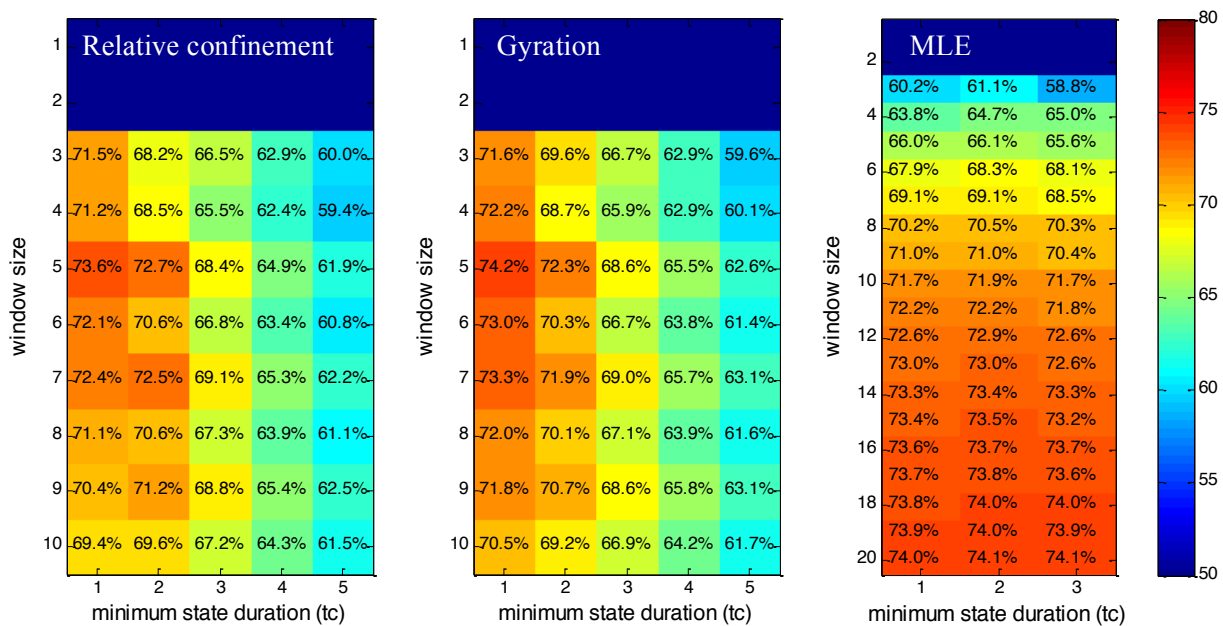 Relative confinement
Gyration
MLE
window size
1
2
3 71.5% 68.2% 66.5% 62.9% 60.0%
4 71.2% 68.5% 65.5% 62.4% 59.4%
5 73.6% 72.7% 68.4% 64.9% 61.9%
6 72.1% 70.6% 66.8% 63.4% 60.8%
7 72.4% 72.5% 69.1% 65.3% 62.2%
8 71.1% 70.6% 67.3% 63.9% 61.1%
9 70.4% 71.2% 68.8% 65.4% 62.5%
10 69.4% 69.6% 67.2% 64.3% 61.5%
1 2 3 4 5
minimum state duration (tc)
window size
1
2
3 71.6% 69.6% 66.7% 62.9% 59.6%
4 72.2% 68.7% 65.9% 62.9% 60.1%
5 74.2% 72.3% 68.6% 65.5% 62.6%
6 73.0% 70.3% 66.7% 63.8% 61.4%
7 73.3% 71.9% 69.0% 65.7% 63.1%
8 72.0% 70.1% 67.1% 63.9% 61.6%
9 71.8% 70.7% 68.6% 65.8% 63.1%
10 70.5% 69.2% 66.9% 64.2% 61.7%
1 2 3 4 5
minimum state duration (tc)
window size
2
60.2% 61.1% 58.8%
4 63.8% 64.7% 65.0%
66.0% 66.1% 65.6%
6 67.9% 68.3% 68.1%
69.1% 69.1% 68.5%
8 70.2% 70.5% 70.3%
71.0% 71.0% 70.4%
10 71.7% 71.9% 71.7%
72.2% 72.2% 71.8%
12 72.6% 72.9% 72.6%
73.0% 73.0% 72.6%
14 73.3% 73.4% 73.3%
73.4% 73.5% 73.2%
16 73.6% 73.7% 73.7%
73.7% 73.8% 73.6%
18 73.8% 74.0% 74.0%
73.9% 74.0% 73.9%
20 74.0% 74.1% 74.1%
1 2 3
minimum state duration (tc)
80
75
70
65
60
55
50